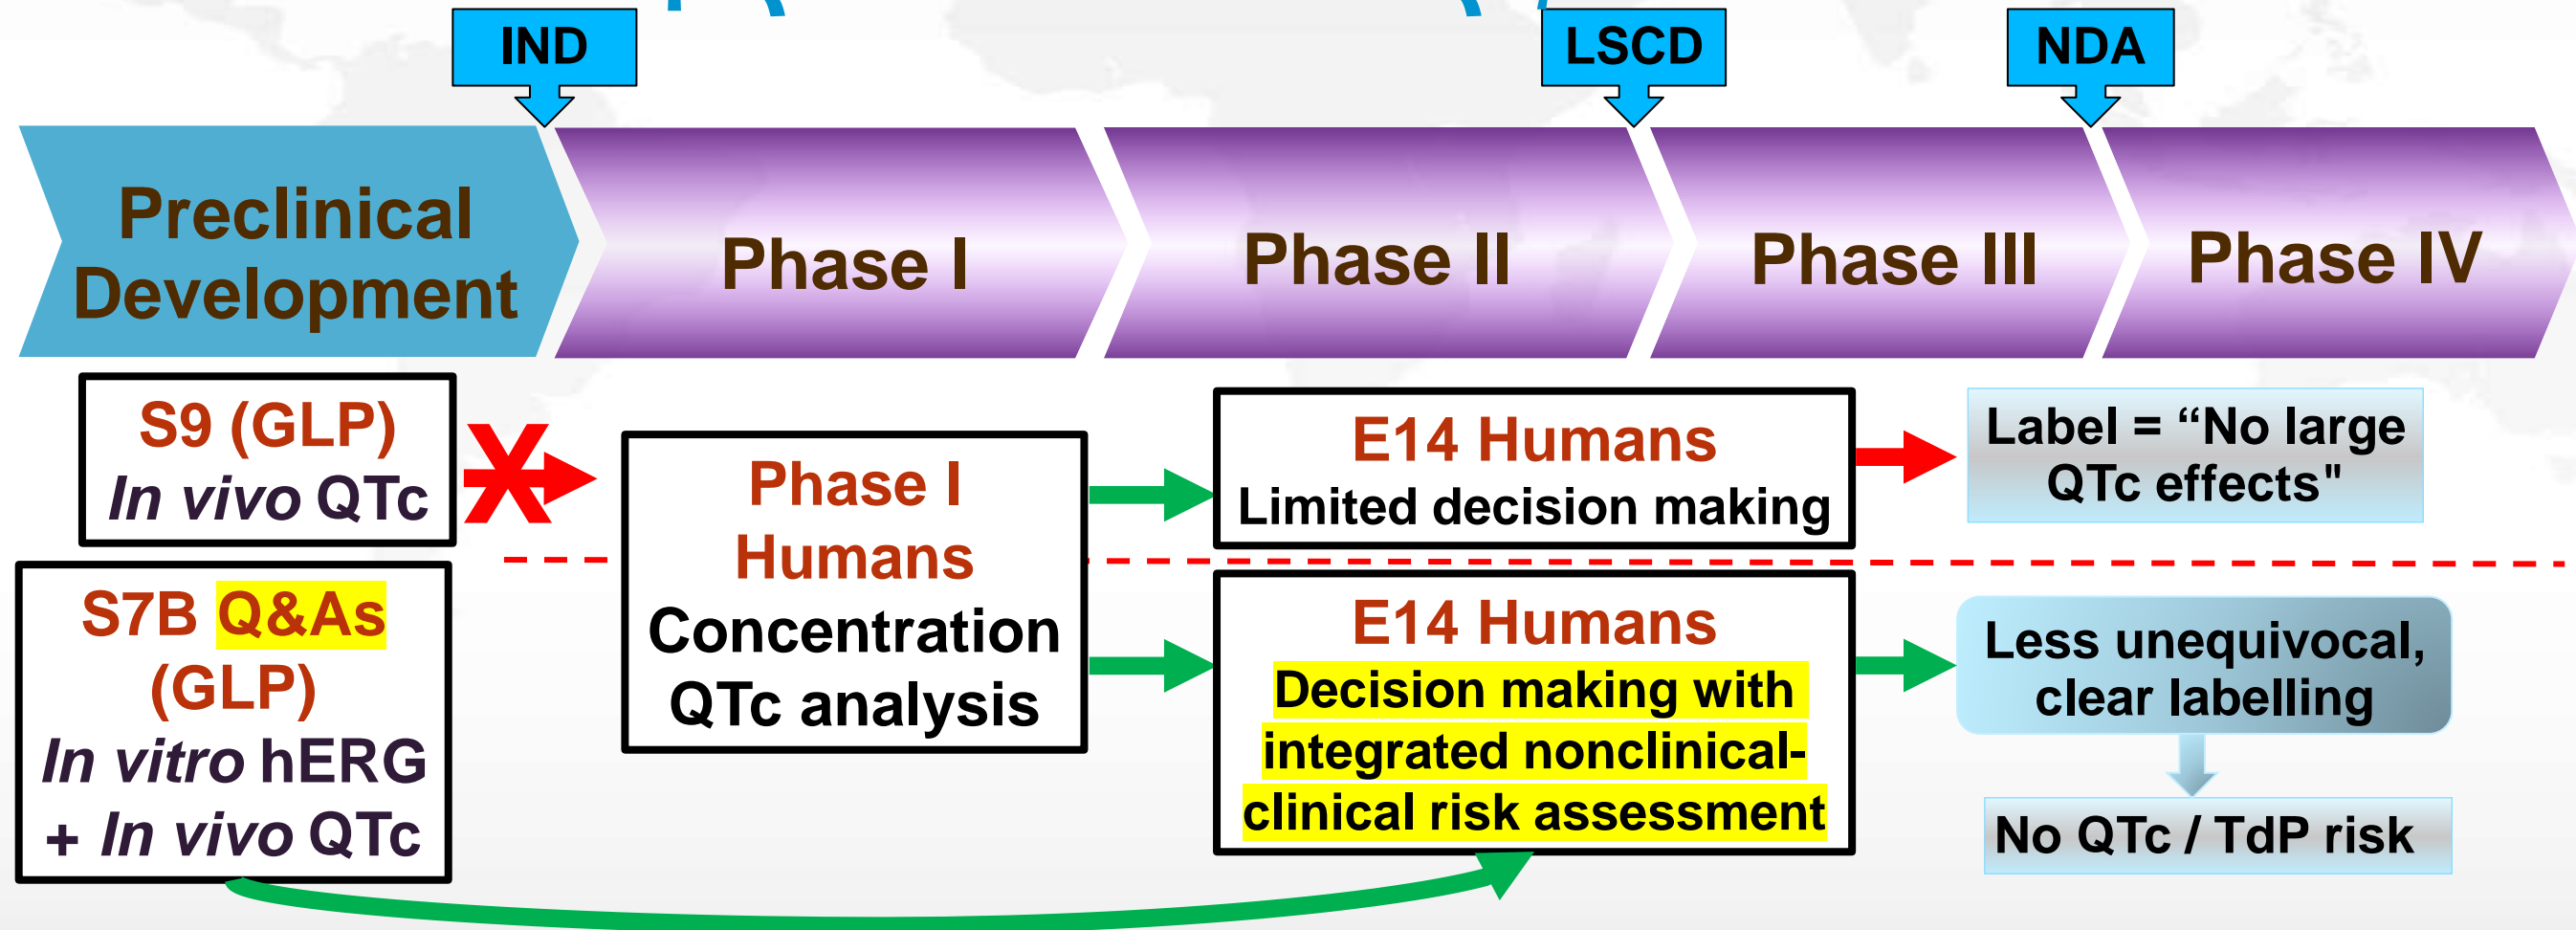 IND
LSCD
NDA
Preclinical
Development
Phase I
Phase II
Phase III
Phase IV
S9 (GLP)
In vivo QTc
X
S7B Q&As
(GLP)
In vitro hERG
+ In vivo QTc
Phase I
Humans
Concentration
QTc analysis
E14 Humans
Limited decision making
E14 Humans
Decision making with
integrated nonclinical-
clinical risk assessment
Label = “No large
QTc effects"
Less unequivocal,
clear labelling
No QTc / TdP risk